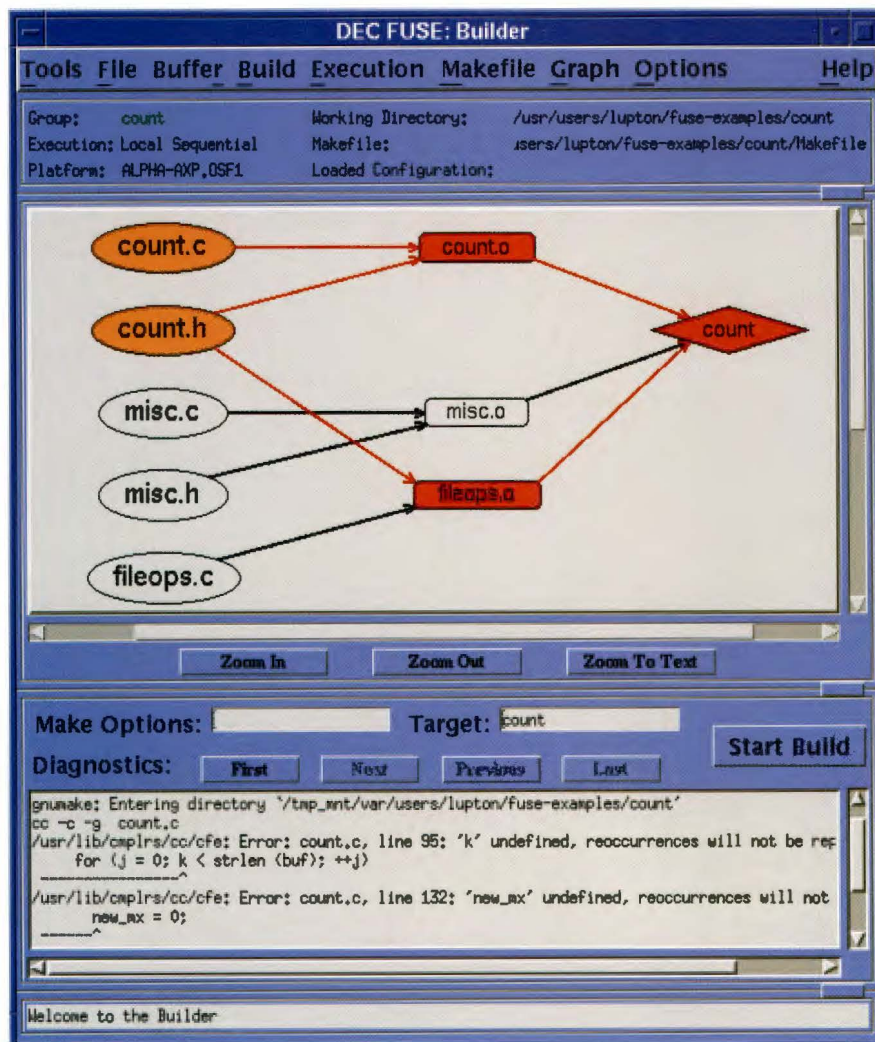 DEC FUSE: Builder
Tools File Buffer Build Execution Makefile Graph Options Help
Group: count Working Directory: /usr/users/lupton/fuse-examples/count
Execution: Local Sequential Makefile: users/lupton/fuse-examples/count/Makefile
Platform: ALPHA-AXP.OSF1 Loaded Configuration:
count.c count.o
count.h count
misc.c misc.o
misc.h fileops.o
fileops.c
Zoom In Zoom Out Zoom To Text
Make Options: Target: count
Start Build
Diagnostics: First Next Previous Last
gnumake: Entering directory `/tmp_mnt/var/users/lupton/fuse-examples/count'
cc -c -g count.c
/usr/lib/cmplrs/cc/cfe: Error: count.c, line 95: 'k' undefined, reoccurrences will not be rep
for (j = 0; k < strlen (buf); ++j)
-----------------^
/usr/lib/cmplrs/cc/cfe: Error: count.c, line 132: 'new_mx' undefined, reoccurrences will not
new_mx = 0;
------^
Welcome to the Builder